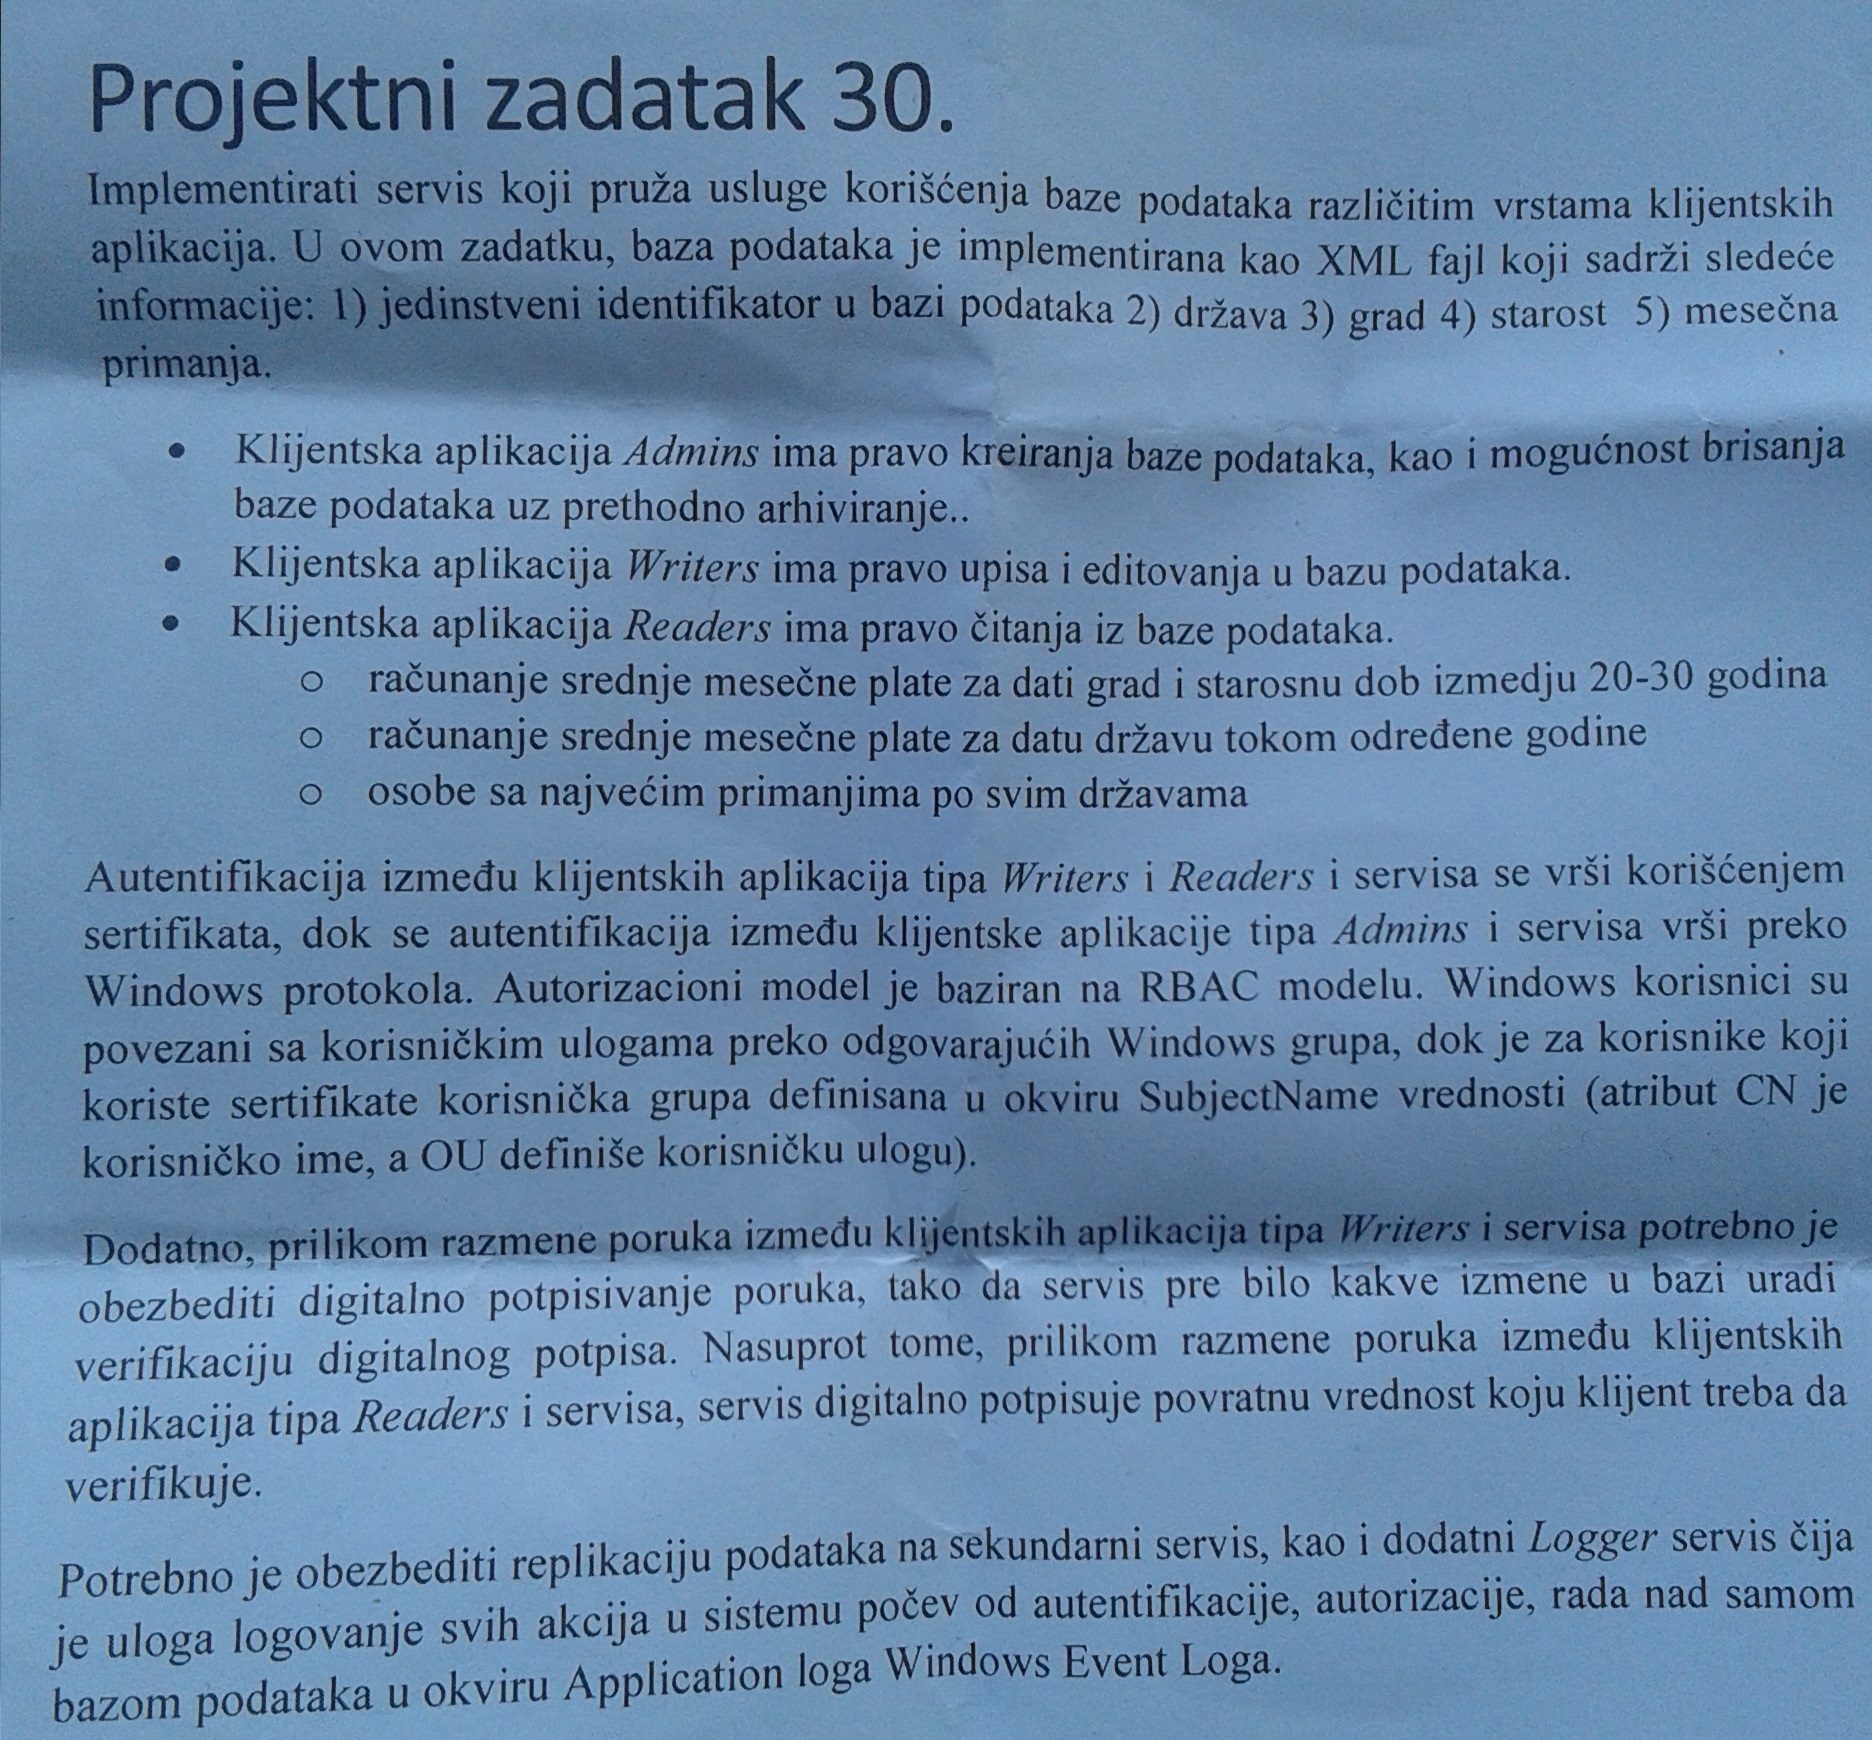 Projektni zadatak 30.
Implementirati servis koji pruža usluge korišćenja baze podataka različitim vrstama klijentskih
aplikacija. U ovom zadatku, baza podataka je implementirana kao XML fajl koji sadrži sledeće
informacije: 1) jedinstveni identifikator u bazi podataka 2) država 3) grad 4) starost 5) mesečna
primanja.
• Klijentska aplikacija Admins ima pravo kreiranja baze podataka, kao i mogućnost brisanja
baze podataka uz prethodno arhiviranje..
• Klijentska aplikacija Writers ima pravo upisa i editovanja u bazu podataka.
• Klijentska aplikacija Readers ima pravo čitanja iz baze podataka.
o računanje srednje mesečne plate za dati grad i starosnu dob izmedju 20-30 godina
o računanje srednje mesečne plate za datu državu tokom određene godine
o osobe sa najvećim primanjima po svim državama
Autentifikacija između klijentskih aplikacija tipa Writers i Readers i servisa se vrši korišćenjem
sertifikata, dok se autentifikacija između klijentske aplikacije tipa Admins i servisa vrši preko
Windows protokola. Autorizacioni model je baziran na RBAC modelu. Windows korisnici su
povezani sa korisničkim ulogama preko odgovarajućih Windows grupa, dok je za korisnike koji
koriste sertifikate korisnička grupa definisana u okviru SubjectName vrednosti (atribut CN je
korisničko ime, a OU definiše korisničku ulogu).
Dodatno, prilikom razmene poruka između klijentskih aplikacija tipa Writers i servisa potrebno je
obezbediti digitalno potpisivanje poruka, tako da servis pre bilo kakve izmene u bazi uradi
verifikaciju digitalnog potpisa. Nasuprot tome, prilikom razmene poruka između klijentskih
aplikacija tipa Readers i servisa, servis digitalno potpisuje povratnu vrednost koju klijent treba da
verifikuje.
Potrebno je obezbediti replikaciju podataka na sekundarni servis, kao i dodatni Logger servis čija
je uloga logovanje svih akcija u sistemu počev od autentifikacije, autorizacije, rada nad samom
bazom podataka u okviru Application loga Windows Event Loga.